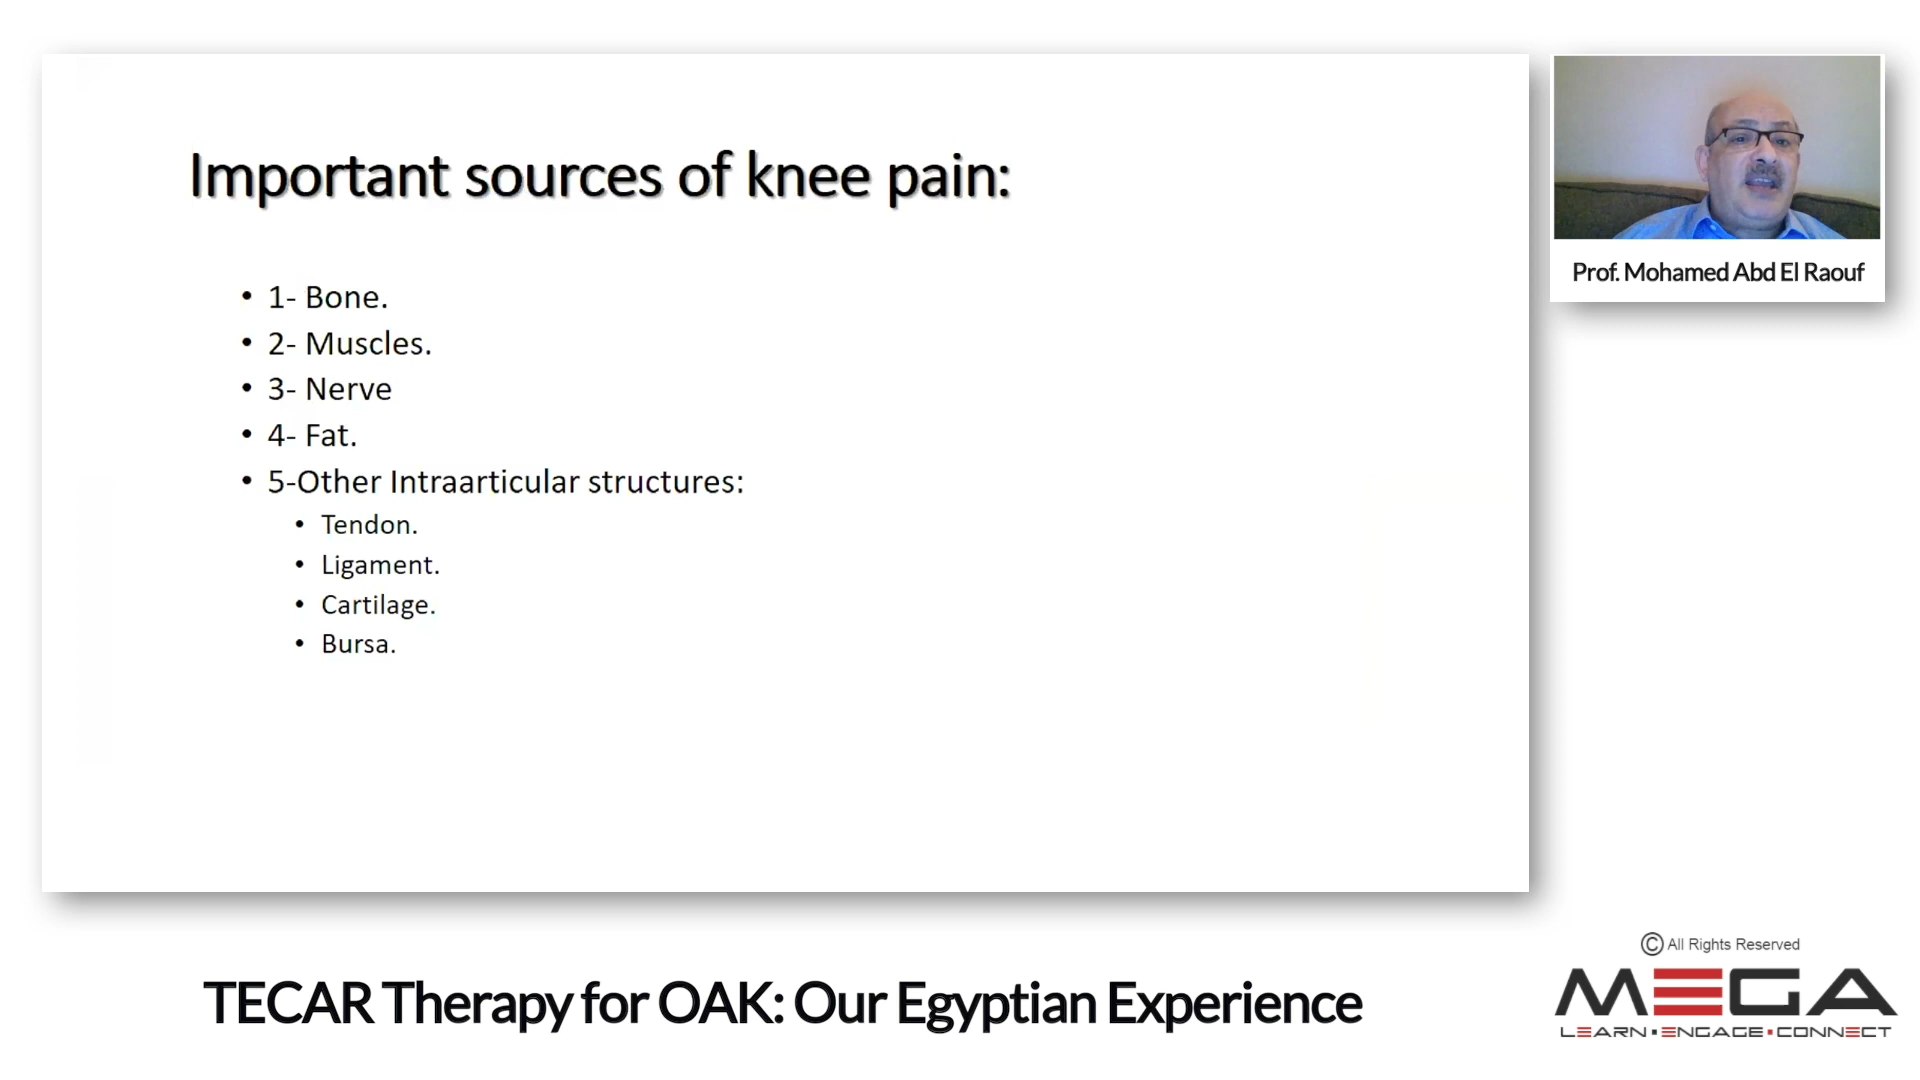 Important sources of knee pain:
• 1- Bone.
• 2- Muscles.
• 3- Nerve
• 4- Fat.
• 5-Other Intraarticular structures:
• Tendon.
• Ligament.
• Cartilage.
• Bursa.
Prof. Mohamed Abd El Raouf
TECAR Therapy for OAK: Our Egyptian Experience
© All Rights Reserved
MEGA
LEARN • ENGAGE • CONNECT